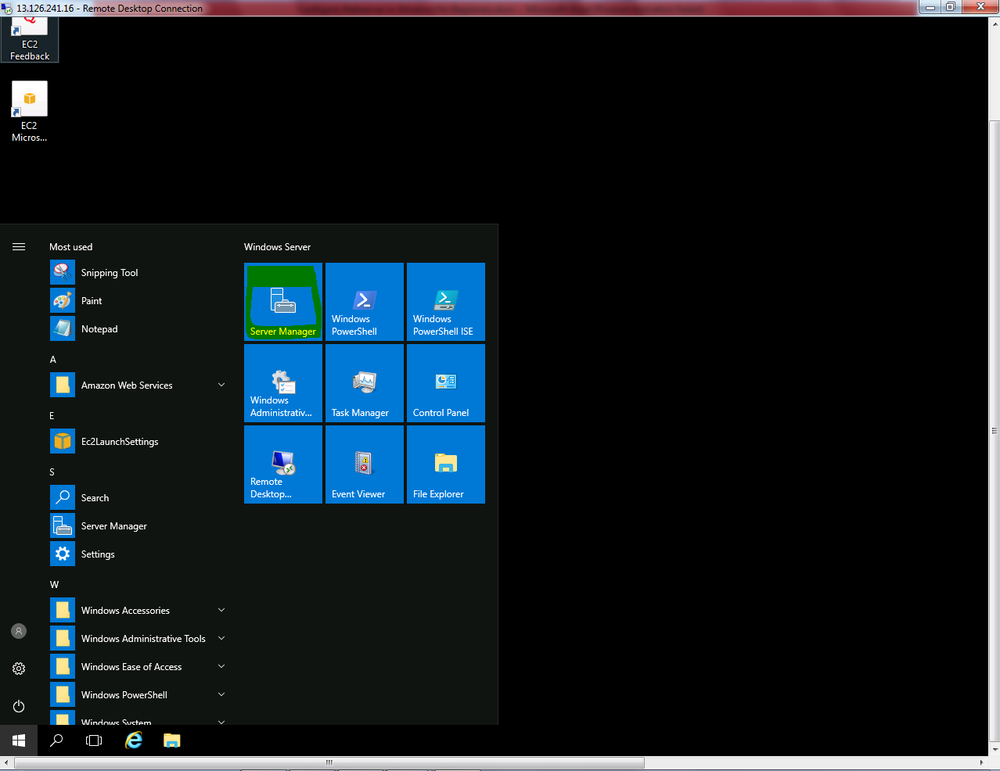 13.126.241.16 - Remote Desktop Connection
EC2
Feedback
EC2
Micros...
Most used
Snipping Tool
Paint
Notepad
A
Amazon Web Services
E
Ec2LaunchSettings
S
Search
Server Manager
Settings
W
Windows Accessories
Windows Administrative Tools
Windows Ease of Access
Windows PowerShell
Windows System
Windows Server
Server Manager
Windows
PowerShell
Windows
PowerShell ISE
Windows
Administrativ...
Task Manager
Control Panel
Remote
Desktop...
Event Viewer
File Explorer